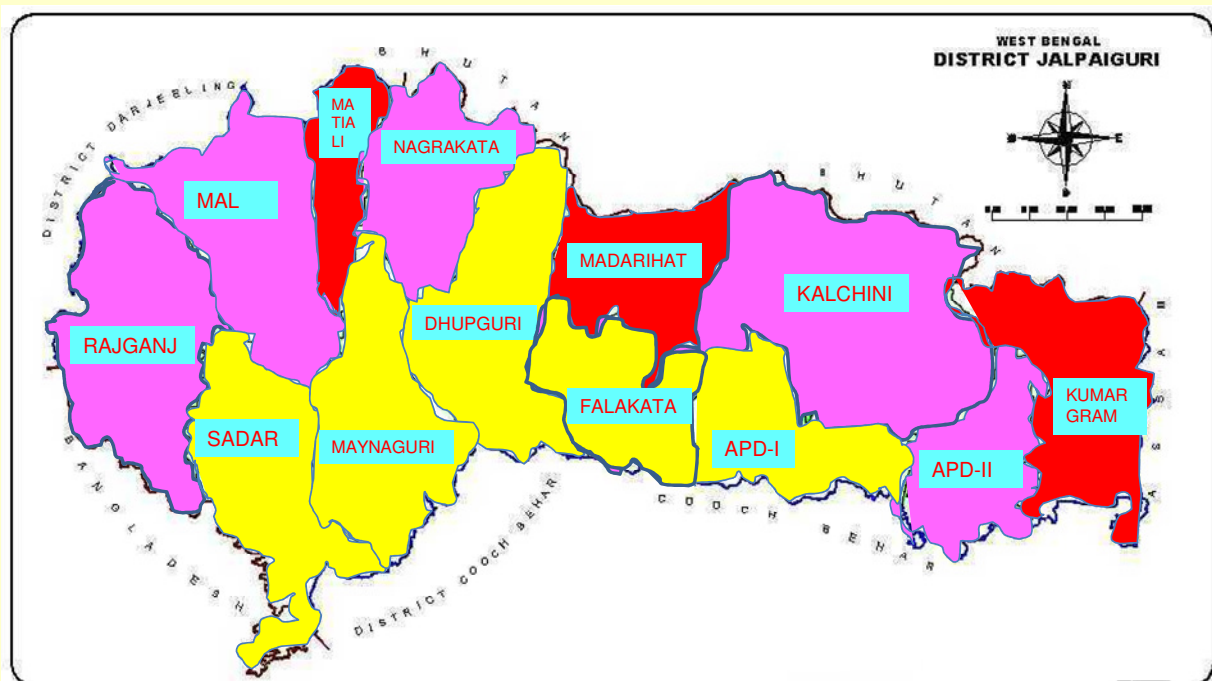 WEST BENGAL
DISTRICT JALPAIGURI
N
E
DISTRICT DARJEELING
BHUTAN
BHUTAN
MA
TIA
LI
NAGRAKATA
MAL
MADARIHAT
KALCHINI
DHUPGURI
RAJGANJ
KUMAR
GRAM
FALAKATA
SADAR
MAYNAGURI
APD-I
APD-II
BANGLADESH
DISTRICT COOCH BEHAR
COOCH BEHAR